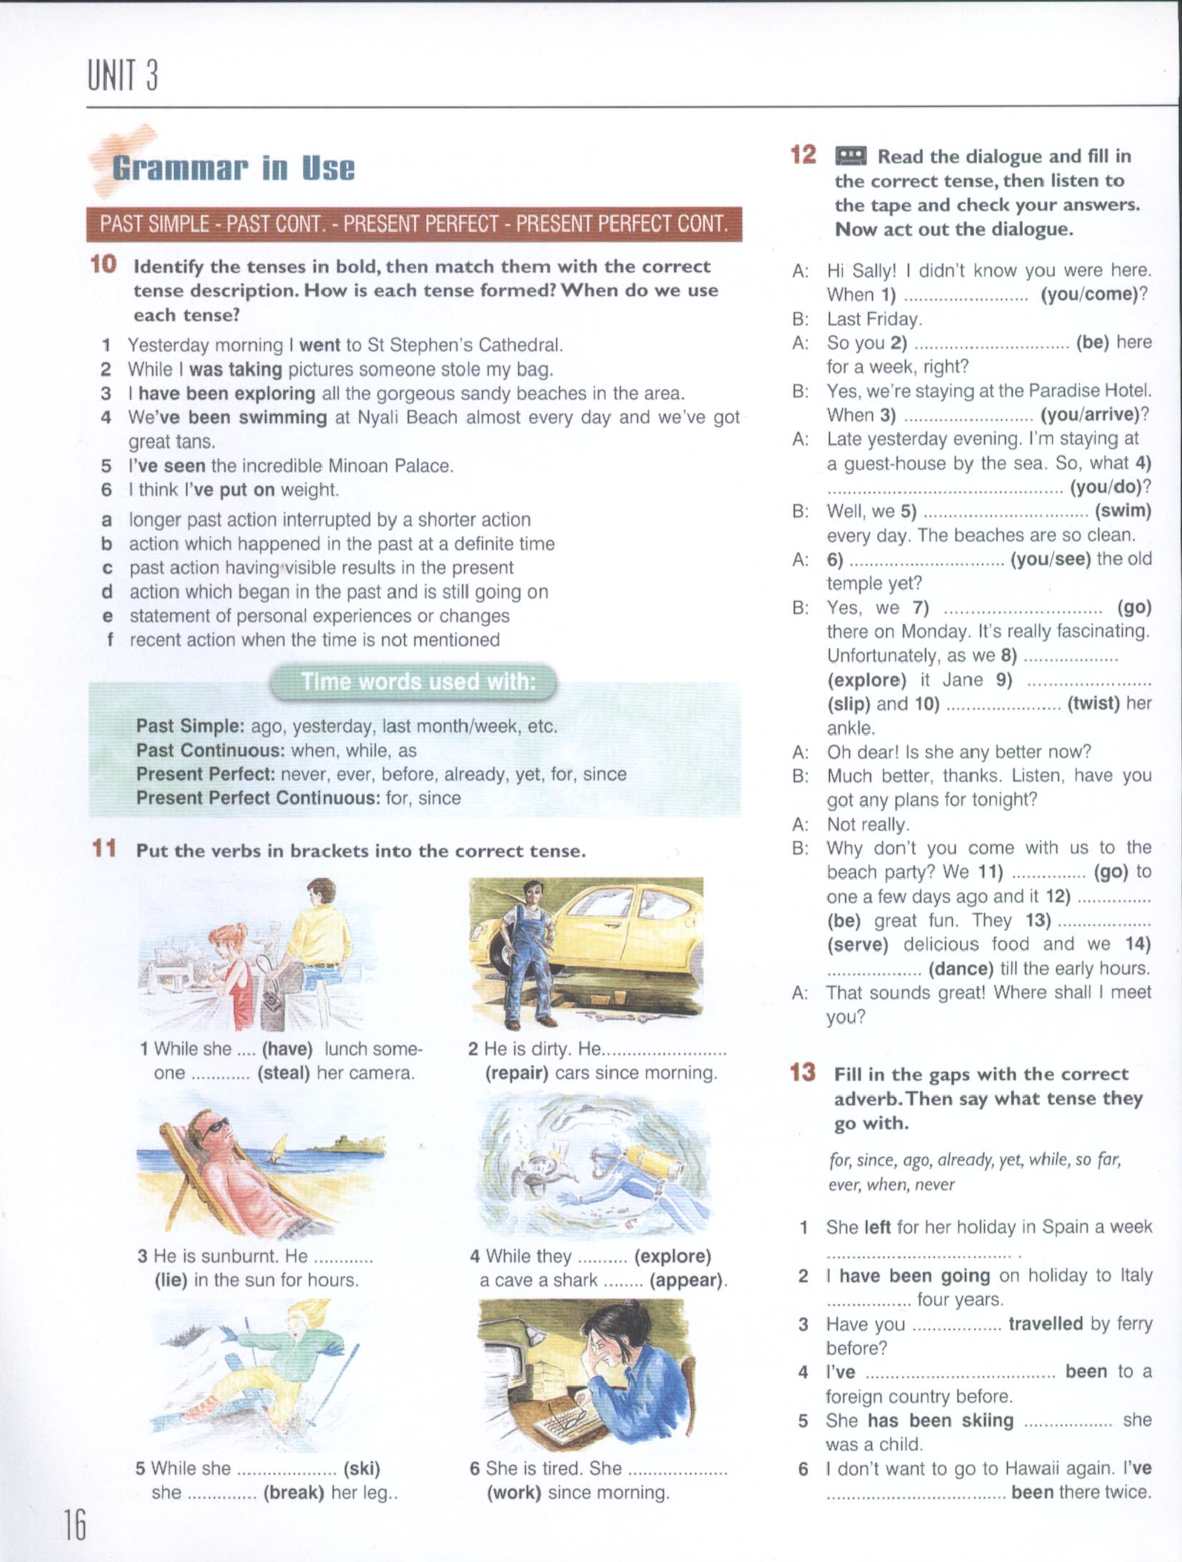 UNIT 3
Grammar in Use
PAST SIMPLE - PAST CONT. - PRESENT PERFECT - PRESENT PERFECT CONT.
10 Identify the tenses in bold, then match them with the correct
tense description. How is each tense formed? When do we use
each tense?
1 Yesterday morning I went to St Stephen's Cathedral.
2 While I was taking pictures someone stole my bag.
3 I have been exploring all the gorgeous sandy beaches in the area.
4 We've been swimming at Nyali Beach almost every day and we've got
great tans.
5 I've seen the incredible Minoan Palace.
6 I think I've put on weight.
a longer past action interrupted by a shorter action
b action which happened in the past at a definite time
c past action having visible results in the present
d action which began in the past and is still going on
e statement of personal experiences or changes
f recent action when the time is not mentioned
Time words used with:
Past Simple: ago, yesterday, last month/week, etc.
Past Continuous: when, while, as
Present Perfect: never, ever, before, already, yet, for, since
Present Perfect Continuous: for, since
11 Put the verbs in brackets into the correct tense.
1 While she .... (have) lunch some-
one ............ (steal) her camera.
2 He is dirty. He.........................
(repair) cars since morning.
3 He is sunburnt. He ............
(lie) in the sun for hours.
4 While they .......... (explore)
a cave a shark ........ (appear).
5 While she .................... (ski)
she .............. (break) her leg..
6 She is tired. She ....................
(work) since morning.
16
12 Read the dialogue and fill in
the correct tense, then listen to
the tape and check your answers.
Now act out the dialogue.
A: Hi Sally! I didn't know you were here.
When 1) ......................... (you/come)?
B: Last Friday.
A: So you 2) ............................... (be) here
for a week, right?
B: Yes, we're staying at the Paradise Hotel.
When 3) .......................... (you/arrive)?
A: Late yesterday evening. I'm staying at
a guest-house by the sea. So, what 4)
............................................... (you/do)?
B: Well, we 5) ................................. (swim)
every day. The beaches are so clean.
A: 6) ............................... (you/see) the old
temple yet?
B: Yes, we 7) .............................. (go)
there on Monday. It's really fascinating.
Unfortunately, as we 8) ...................
(explore) it Jane 9) ........................
(slip) and 10) ....................... (twist) her
ankle.
A: Oh dear! Is she any better now?
B: Much better, thanks. Listen, have you
got any plans for tonight?
A: Not really.
B: Why don't you come with us to the
beach party? We 11) ............... (go) to
one a few days ago and it 12) ...............
(be) great fun. They 13) ...................
(serve) delicious food and we 14)
................... (dance) till the early hours.
A: That sounds great! Where shall I meet
you?
13 Fill in the gaps with the correct
adverb. Then say what tense they
go with.
for, since, ago, already, yet, while, so far,
ever, when, never
1 She left for her holiday in Spain a week
..................................... .
2 I have been going on holiday to Italy
................. four years.
3 Have you .................. travelled by ferry
before?
4 I've ...................................... been to a
foreign country before.
5 She has been skiing .................. she
was a child.
6 I don't want to go to Hawaii again. I've
.................................... been there twice.